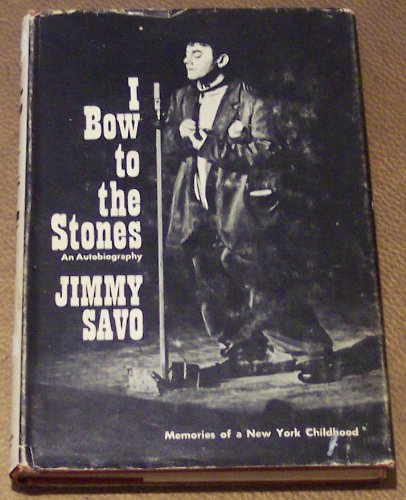 I
Bow
to
the
Stones
An Autobiography
JIMMY
SAVO
Memories of a New York Childhood